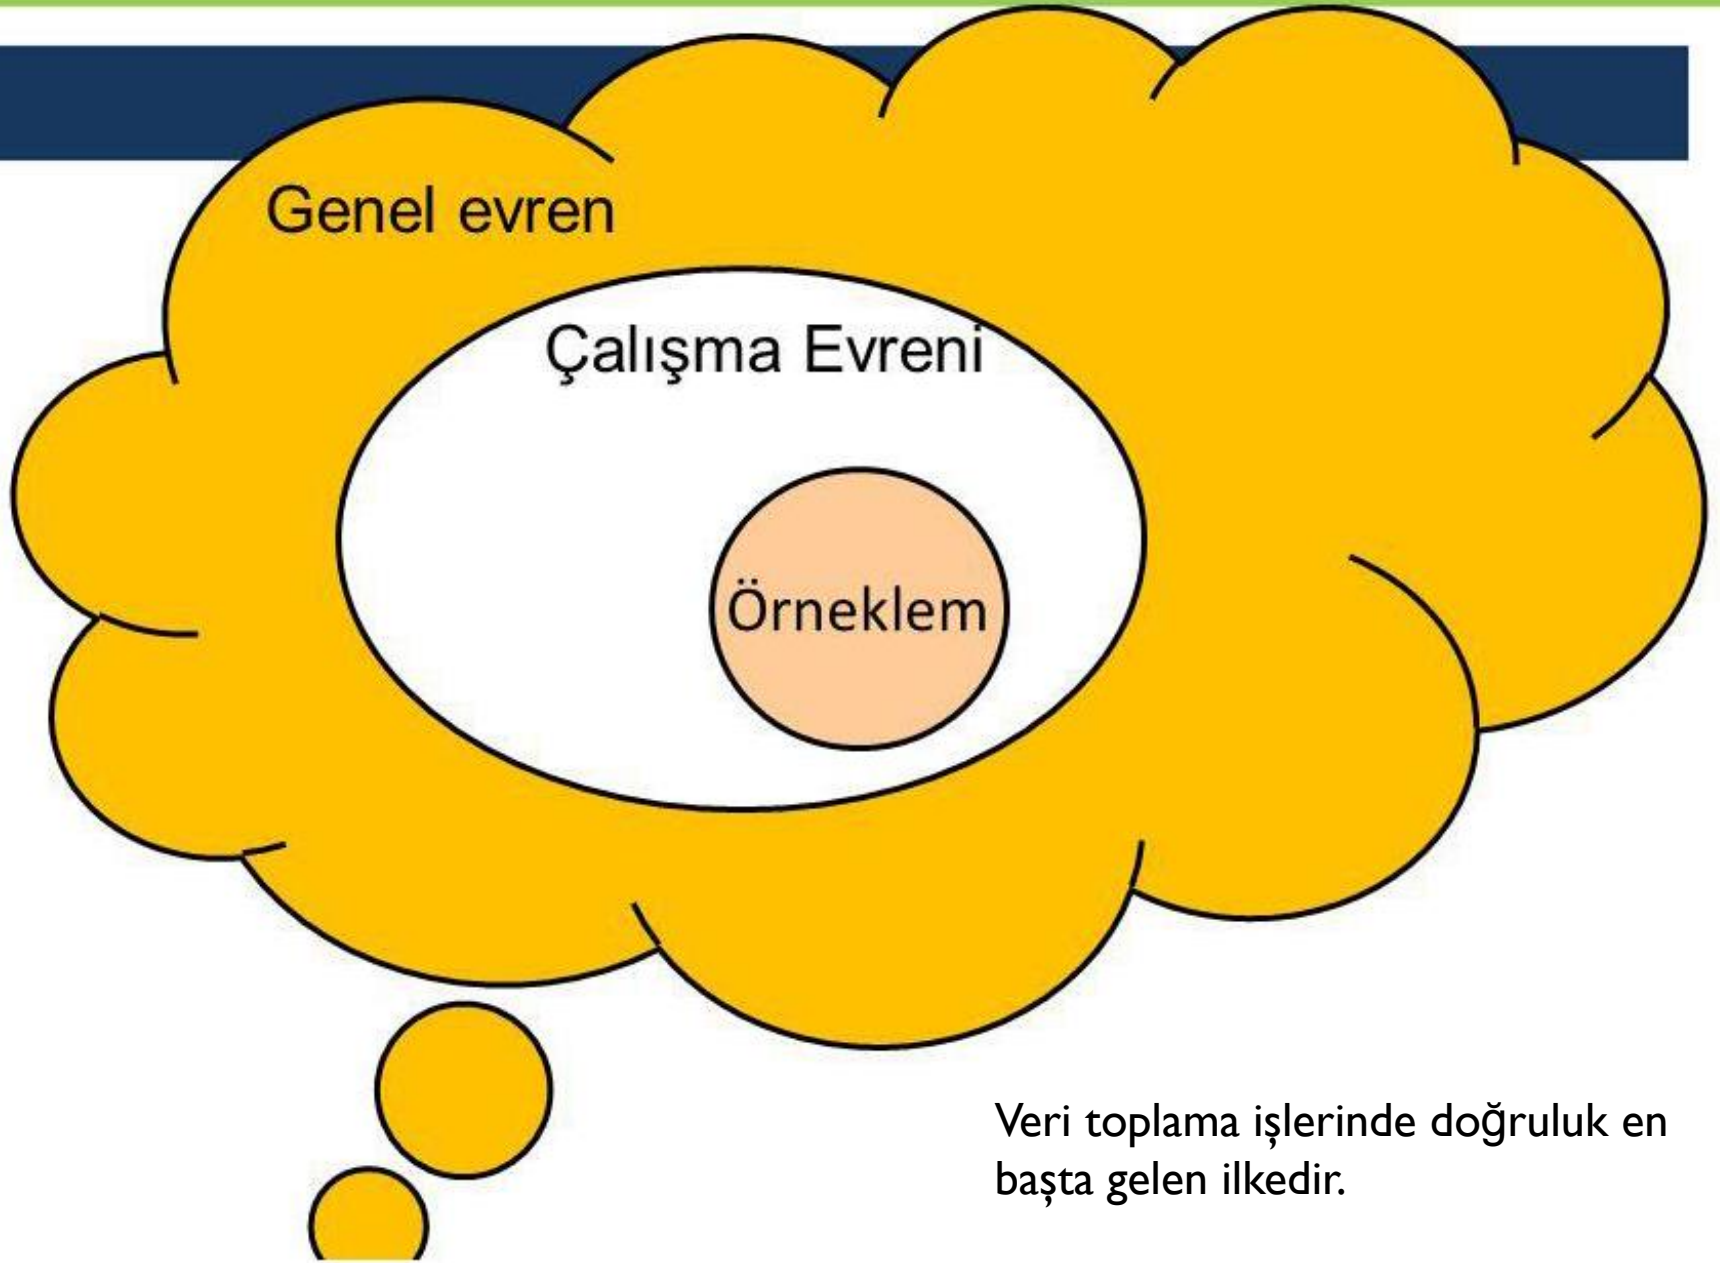 Genel evren
Çalışma Evreni
Örneklem
Veri toplama işlerinde doğruluk en
başta gelen ilkedir.